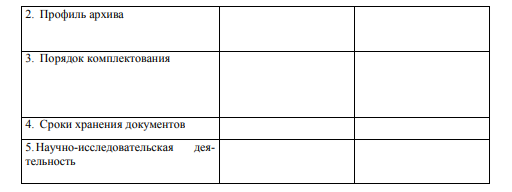 2. Профиль архива
3. Порядок комплектования
4. Сроки хранения документов
5.Научно-исследовательская дея-
тельность